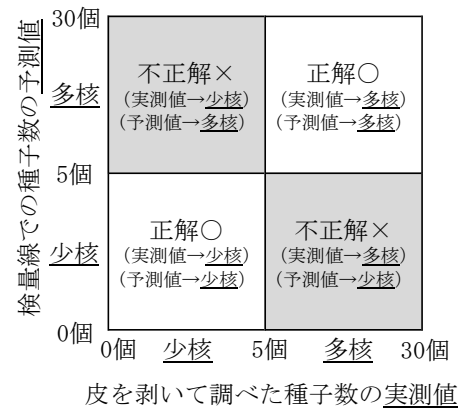 検量線での種子数の予測値
30個
多核
5個
少核
0個
不正解×
(実測値→少核)
(予測値→多核)
正解○
(実測値→多核)
(予測値→多核)
正解○
(実測値→少核)
(予測値→少核)
不正解×
(実測値→多核)
(予測値→少核)
0個 少核 5個 多核 30個
皮を剥いて調べた種子数の実測値